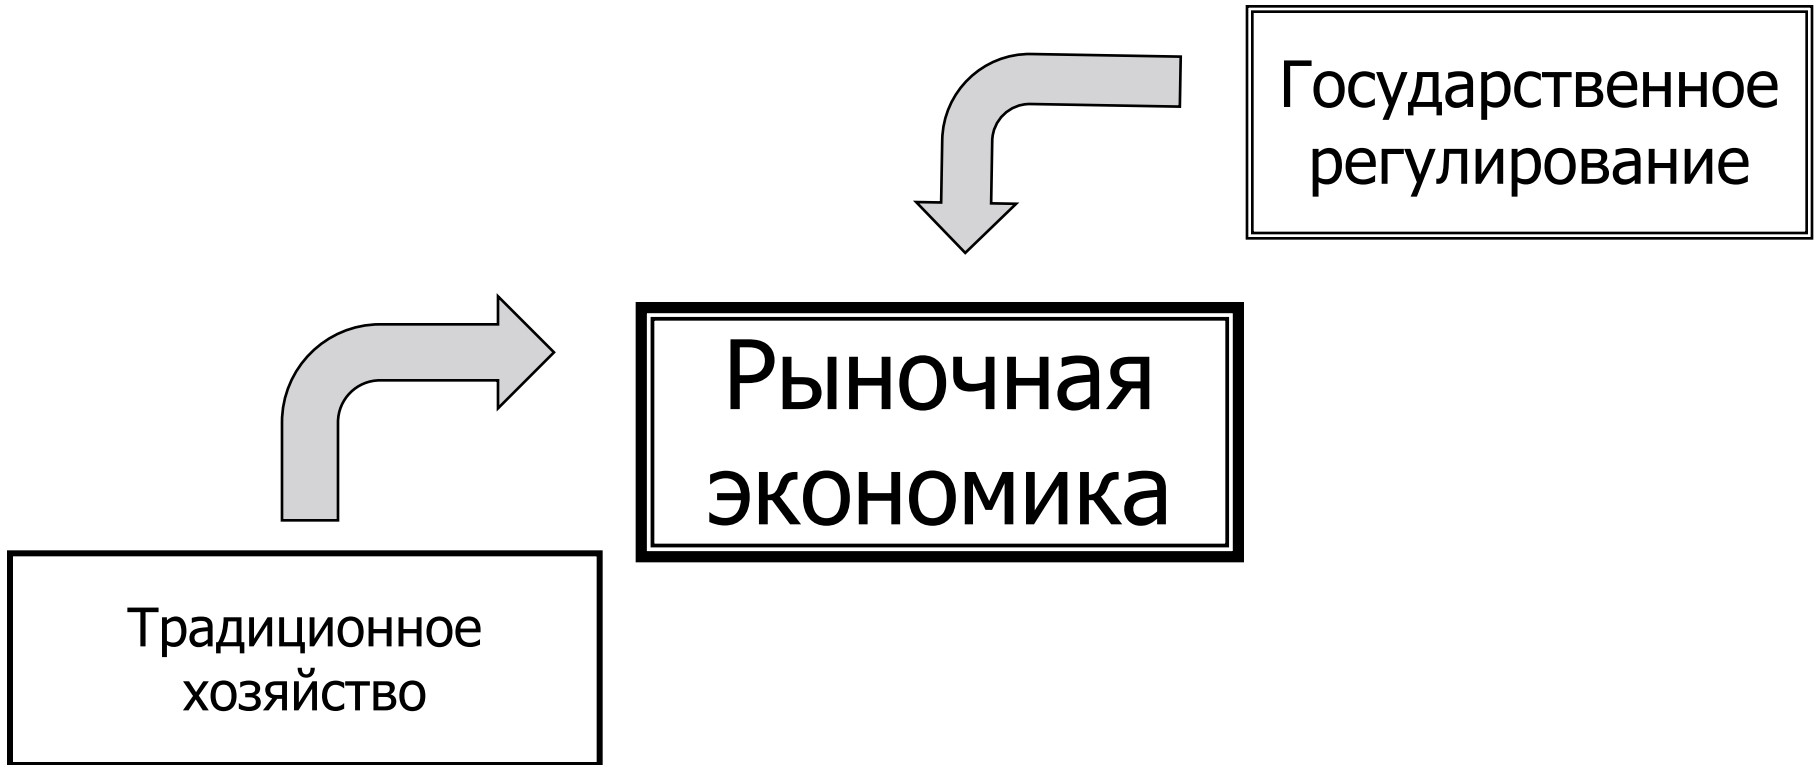 Государственное
регулирование
Рыночная
экономика
Традиционное
хозяйство